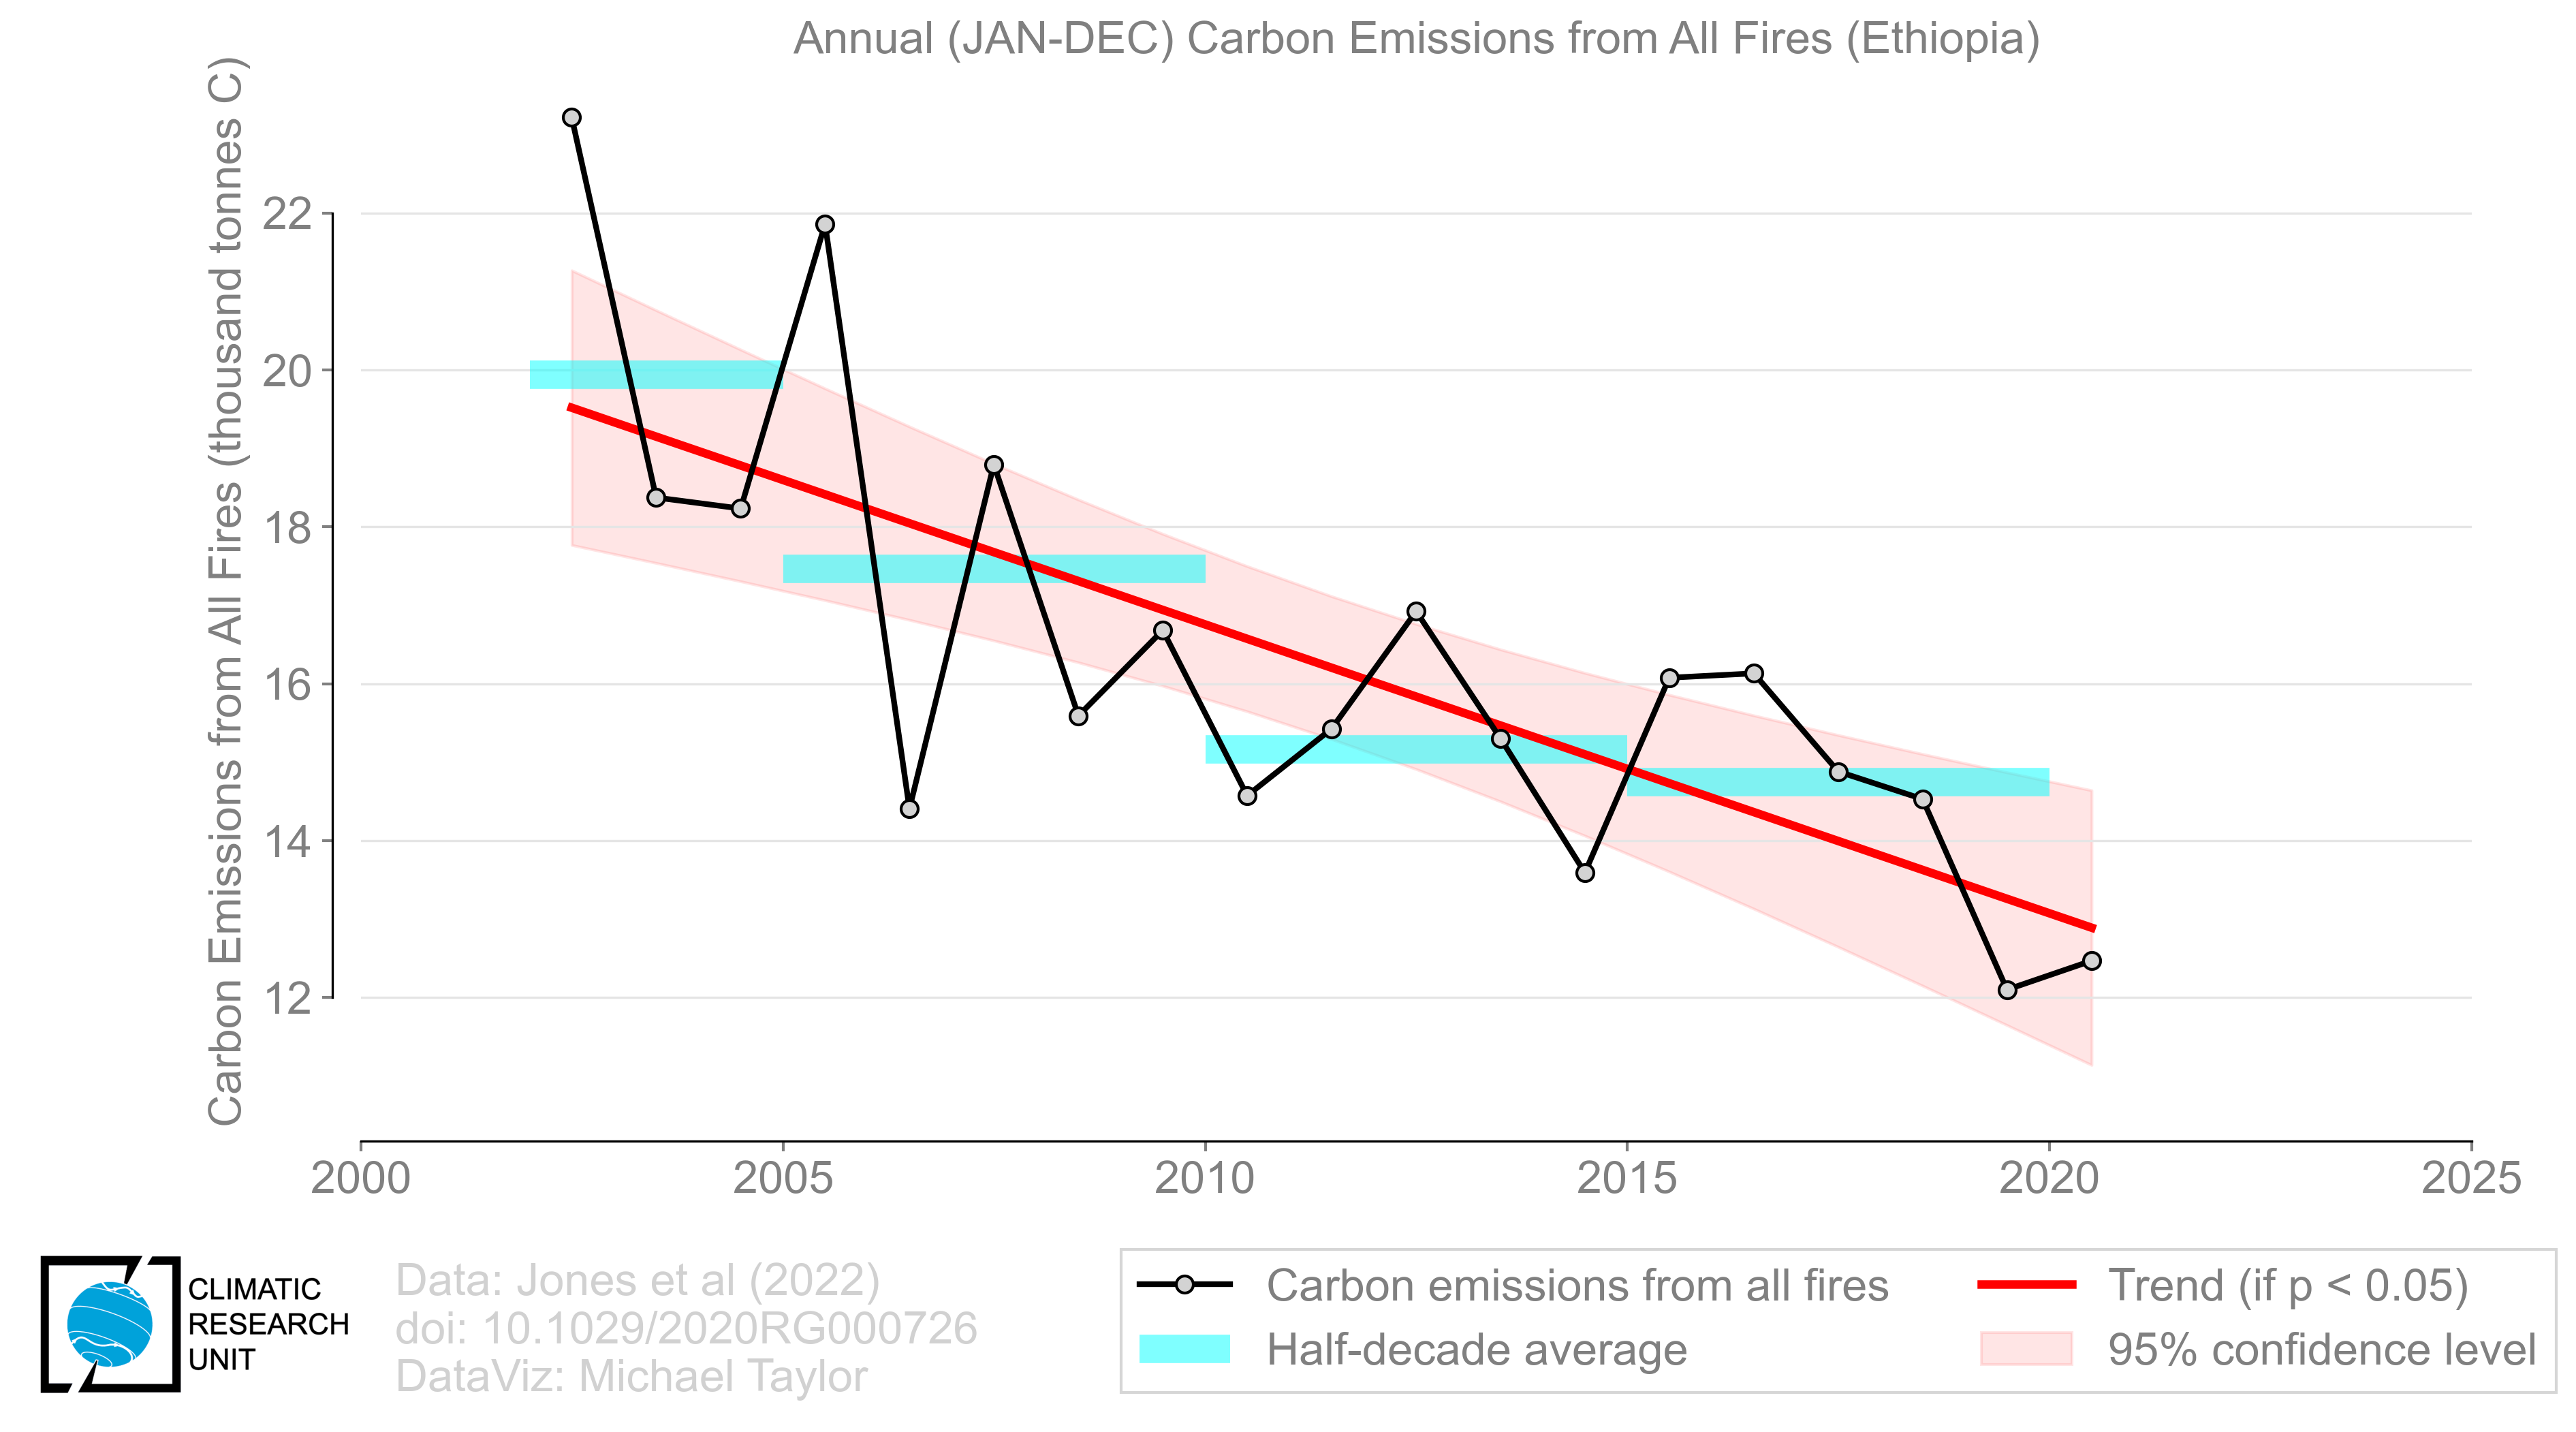 Annual (JAN-DEC) Carbon Emissions from All Fires (Ethiopia)
Carbon Emissions from All Fires (thousand tonnes C)
22
20
18
16
14
12
2000
2005
2010
2015
2020
2025
CLIMATIC
RESEARCH
UNIT
Data: Jones et al (2022)
doi: 10.1029/2020RG000726
DataViz: Michael Taylor
Carbon emissions from all fires
Half-decade average
Trend (if p < 0.05)
95% confidence level